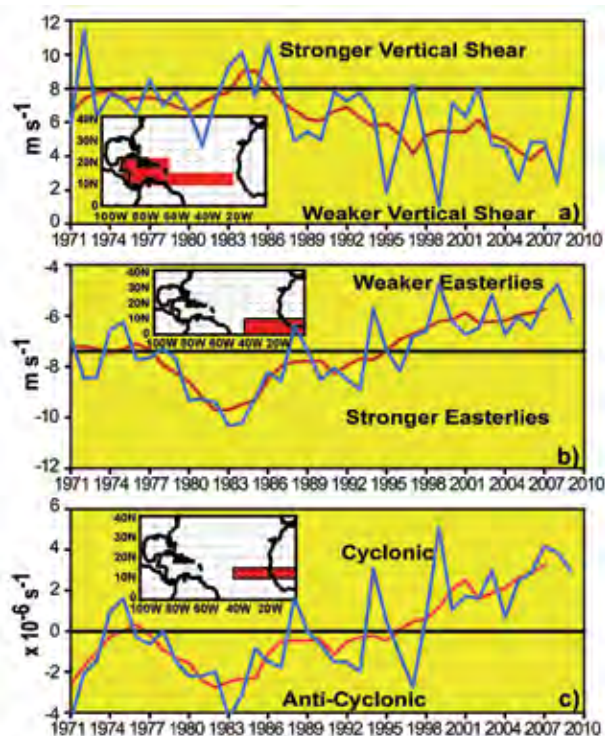 12
10
8
6
4
2
0
m s-1
Stronger Vertical Shear
Weaker Vertical Shear
a)
40N
30N
20N
10N
0
100W 80W 60W 40W 20W
1971 1974 1977 1980 1983 1986 1989 1992 1995 1998 2001 2004 2007 2010
-4
-6
-8
-10
-12
m s-1
Weaker Easterlies
Stronger Easterlies
b)
40N
30N
20N
10N
0
100W 80W 60W 40W 20W
1971 1974 1977 1980 1983 1986 1989 1992 1995 1998 2001 2004 2007 2010
6
4
2
0
-2
-4
x 10-6 s-1
Cyclonic
Anti-Cyclonic
c)
40N
30N
20N
10N
0
100W 80W 60W 40W 20W
1971 1974 1977 1980 1983 1986 1989 1992 1995 1998 2001 2004 2007 2010